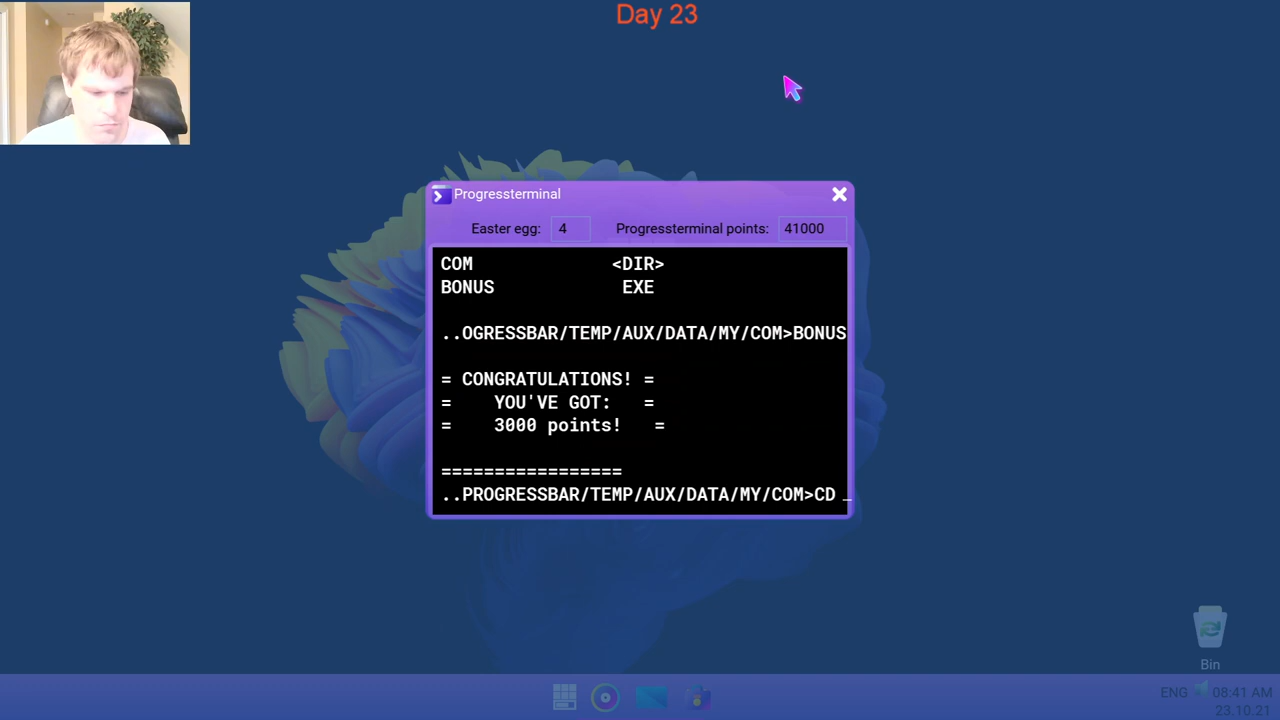 Day 23
Progressterminal
Easter egg: 4 Progressterminal points: 41000
COM <DIR>
BONUS EXE
..OGRESSBAR/TEMP/AUX/DATA/MY/COM>BONUS
= CONGRATULATIONS! =
= YOU'VE GOT: =
= 3000 points! =
=================
..PROGRESSBAR/TEMP/AUX/DATA/MY/COM>CD _
Bin
ENG 08:41 AM
23.10.21